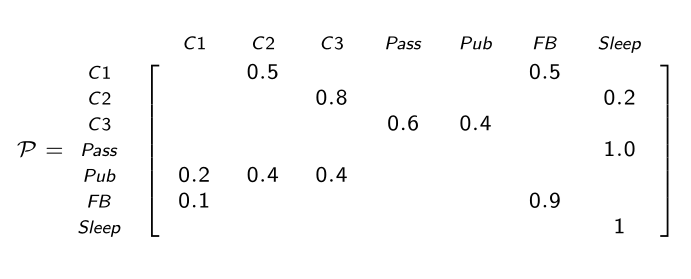 C1 C2 C3 Pass Pub FB Sleep
C1 0.5 0.5
C2 0.8 0.2
C3 0.6 0.4
𝒫 = Pass 1.0
Pub 0.2 0.4 0.4
FB 0.1 0.9
Sleep 1